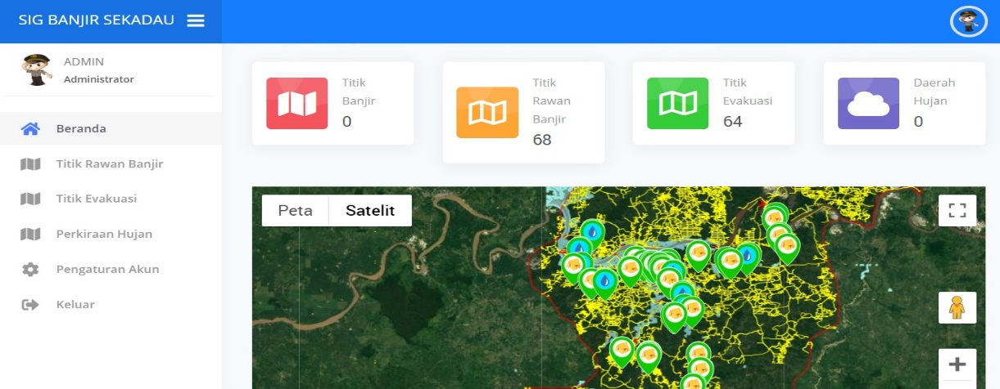 SIG BANJIR SEKADAU
ADMIN
Administrator
Beranda
Titik Rawan Banjir
Titik Evakuasi
Perkiraan Hujan
Pengaturan Akun
Keluar
Titik
Banjir
0
Titik
Rawan
Banjir
68
Titik
Evakuasi
64
Daerah
Hujan
0
Peta
Satelit